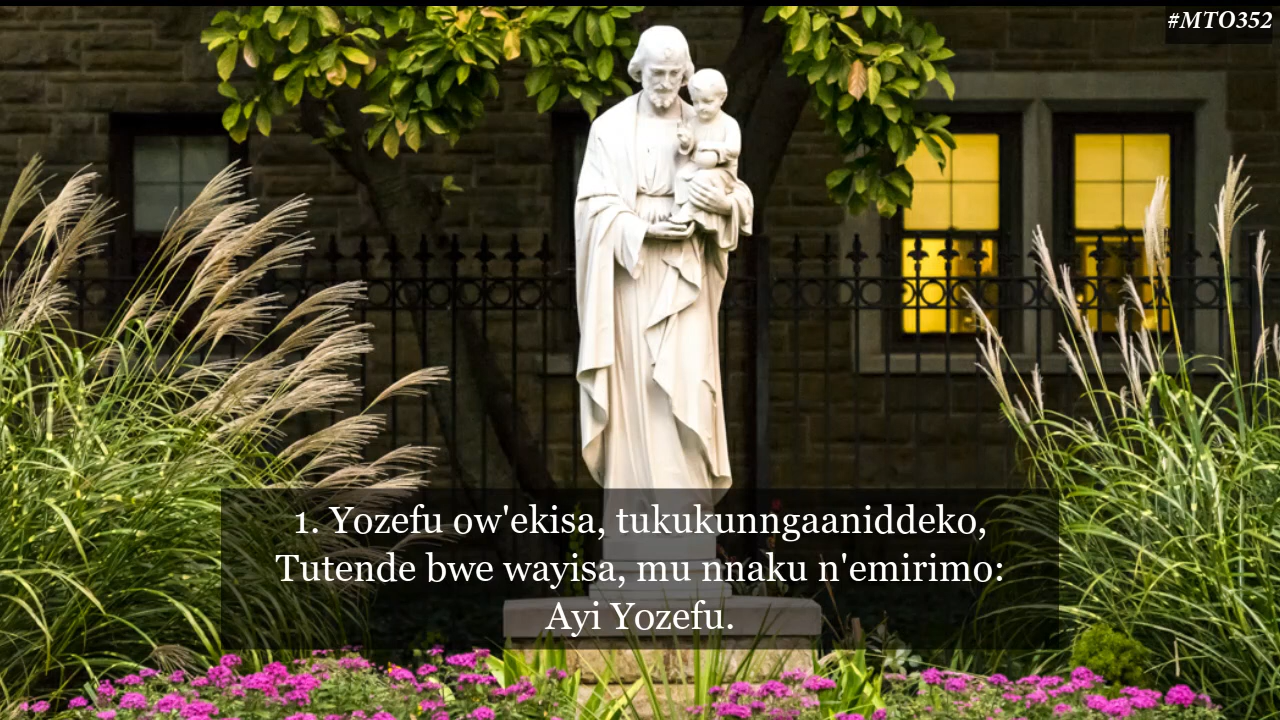 #MTO352
1. Yozefu ow'ekisa, tukukunngaaniddeko,
Tutende bwe wayisa, mu nnaku n'emirimo:
Ayi Yozefu.